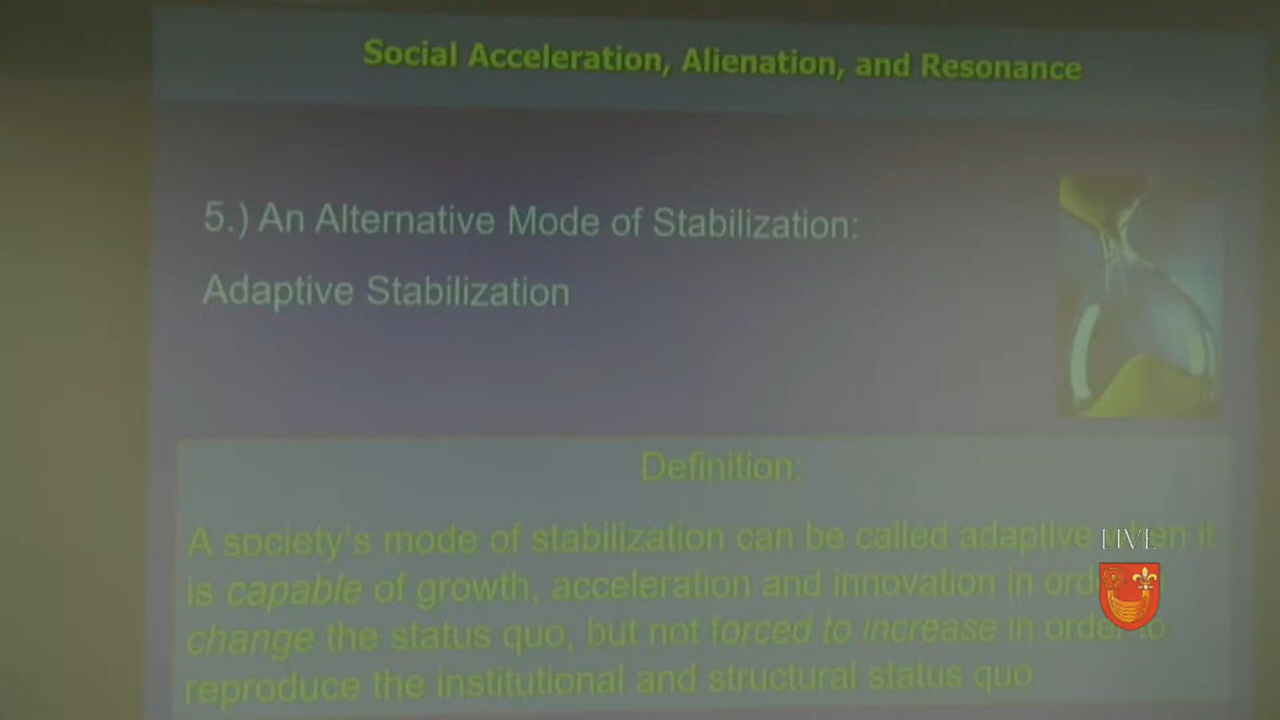 Social Acceleration, Alienation, and Resonance
5.) An Alternative Mode of Stabilization:
Adaptive Stabilization
Definition:
A society's mode of stabilization can be called adaptive when it
LIVE
is capable of growth, acceleration and innovation in
change the status quo, but not forced to increase in order to
reproduce the institutional and structural status quo